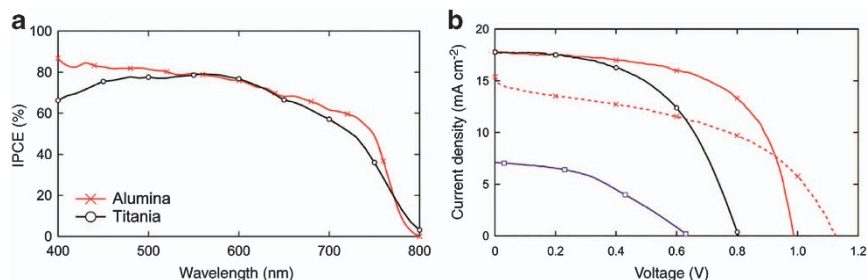 a
100
80
60
40
20
0
IPCE (%)
Alumina
Titania
400 500 600 700 800
Wavelength (nm)
b
20
15
10
5
0
Current density (mA cm⁻²)
0 0.2 0.4 0.6 0.8 1.0 1.2
Voltage (V)